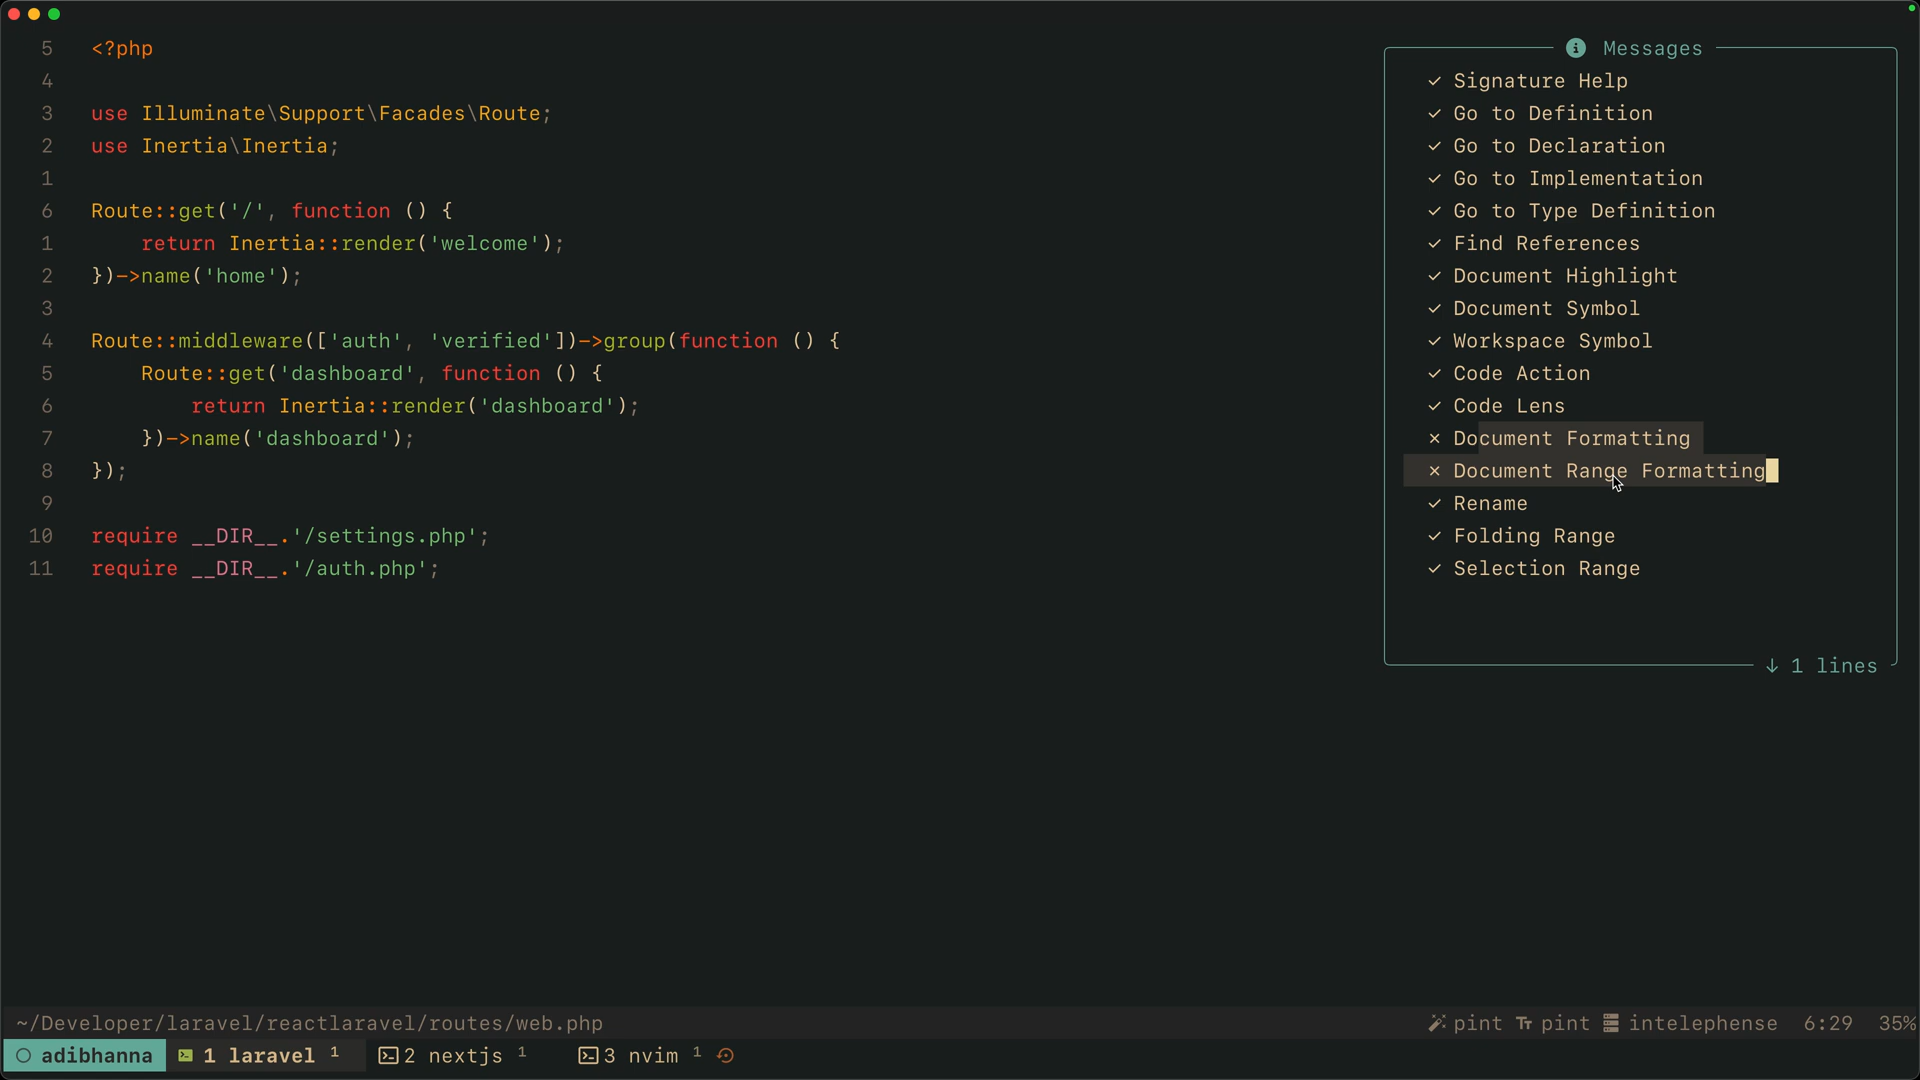 5 <?php
4
3 use Illuminate\Support\Facades\Route;
2 use Inertia\Inertia;
1
6 Route::get('/', function () {
1     return Inertia::render('welcome');
2 })->name('home');
3
4 Route::middleware(['auth', 'verified'])->group(function () {
5     Route::get('dashboard', function () {
6         return Inertia::render('dashboard');
7     })->name('dashboard');
8 });
9
10 require __DIR__.'/settings.php';
11 require __DIR__.'/auth.php';
Messages
✓ Signature Help
✓ Go to Definition
✓ Go to Declaration
✓ Go to Implementation
✓ Go to Type Definition
✓ Find References
✓ Document Highlight
✓ Document Symbol
✓ Workspace Symbol
✓ Code Action
✓ Code Lens
✕ Document Formatting
✕ Document Range Formatting
✓ Rename
✓ Folding Range
✓ Selection Range
↓ 1 lines
~/Developer/laravel/reactlaravel/routes/web.php pint Tт pint intelephense 6:29 35%
adibhanna 1 laravel 1 2 nextjs 1 3 nvim 1